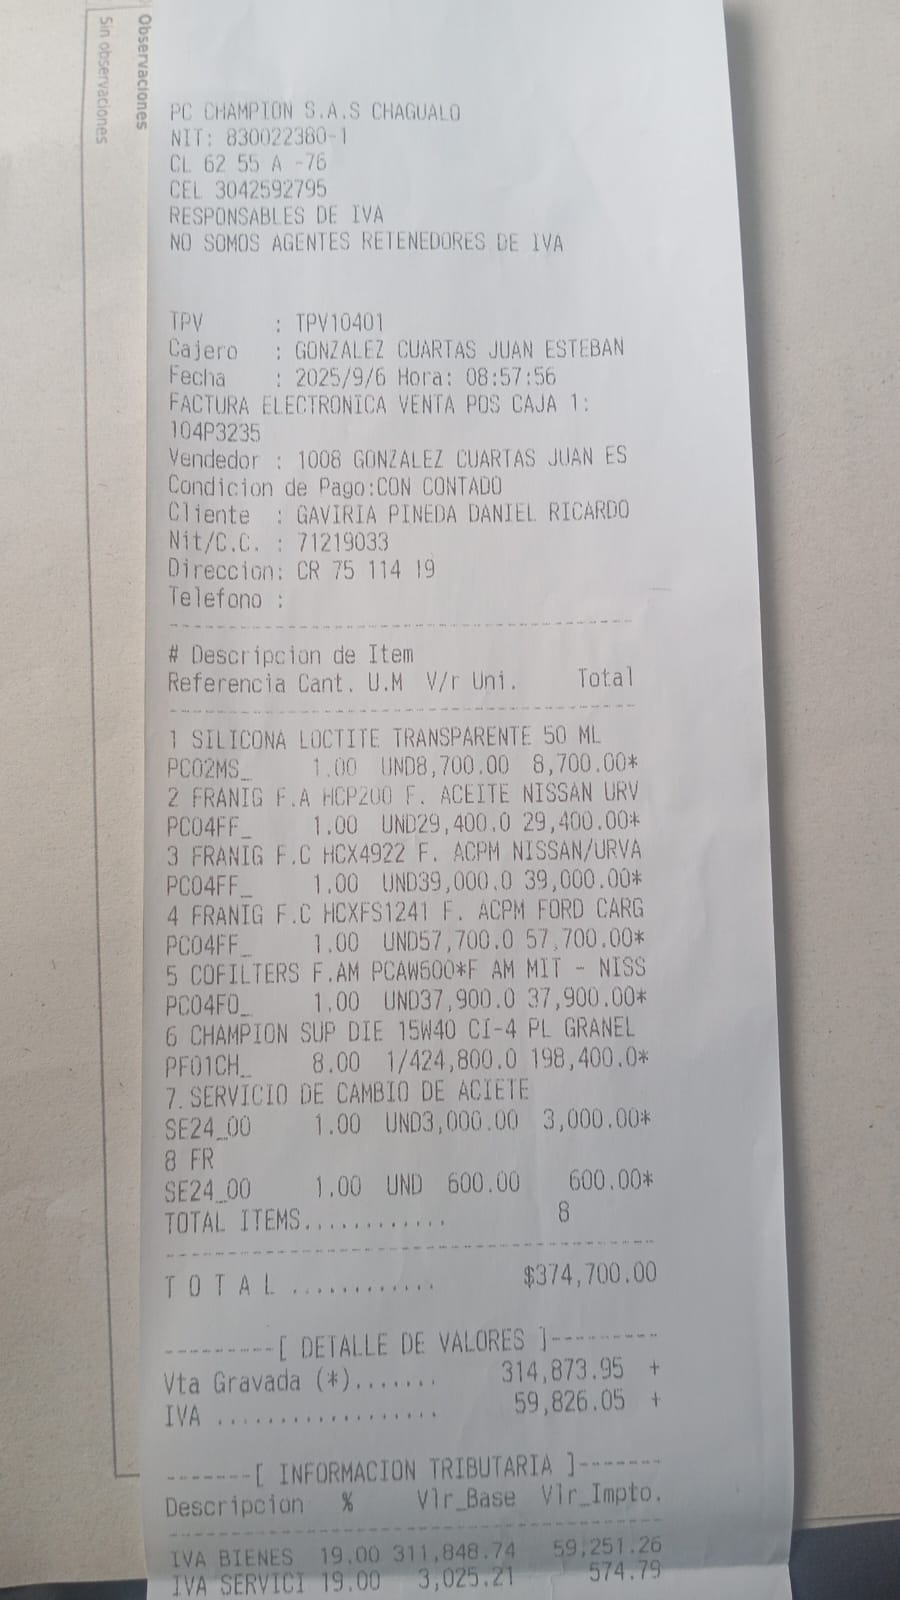 Observaciones
Sin observaciones
PC CHAMPION S.A.S CHAGUALO
NIT: 830022380-1
CL 62 55 A -76
CEL 3042592795
RESPONSABLES DE IVA
NO SOMOS AGENTES RETENEDORES DE IVA
TPV : TPV10401
Cajero : GONZALEZ CUARTAS JUAN ESTEBAN
Fecha : 2025/9/6 Hora: 08:57:56
FACTURA ELECTRONICA VENTA POS CAJA 1:
104P3235
Vendedor : 1008 GONZALEZ CUARTAS JUAN ES
Condicion de Pago:CON CONTADO
Cliente : GAVIRIA PINEDA DANIEL RICARDO
Nit/C.C. : 71219033
Direccion: CR 75 114 19
Telefono :
# Descripcion de Item
Referencia Cant. U.M V/r Uni. Total
1 SILICONA LOCTITE TRANSPARENTE 50 ML
PC02MS_ 1.00 UND8,700.00 8,700.00*
2 FRANIG F.A HCP200 F. ACEITE NISSAN URV
PC04FF_ 1.00 UND29,400.0 29,400.00*
3 FRANIG F.C HCX4922 F. ACPM NISSAN/URVA
PC04FF_ 1.00 UND39,000.0 39,000.00*
4 FRANIG F.C HCXFS1241 F. ACPM FORD CARG
PC04FF_ 1.00 UND57,700.0 57,700.00*
5 COFILTERS F.AM PCAW600*F AM MIT - NISS
PC04FO_ 1.00 UND37,900.0 37,900.00*
6 CHAMPION SUP DIE 15W40 CI-4 PL GRANEL
PF01CH_ 8.00 1/424,800.0 198,400.0*
7.SERVICIO DE CAMBIO DE ACIETE
SE24_00 1.00 UND3,000.00 3,000.00*
8 FR
SE24_00 1.00 UND 600.00 600.00*
TOTAL ITEMS............ 8
T O T A L ............ $374,700.00
---------[ DETALLE DE VALORES ]---------
Vta Gravada (*)....... 314,873.95 +
IVA .................. 59,826.05 +
-------[ INFORMACION TRIBUTARIA ]-------
Descripcion % Vlr_Base Vlr_Impto.
IVA BIENES 19.00 311,848.74 59,251.26
IVA SERVICI 19.00 3,025.21 574.79